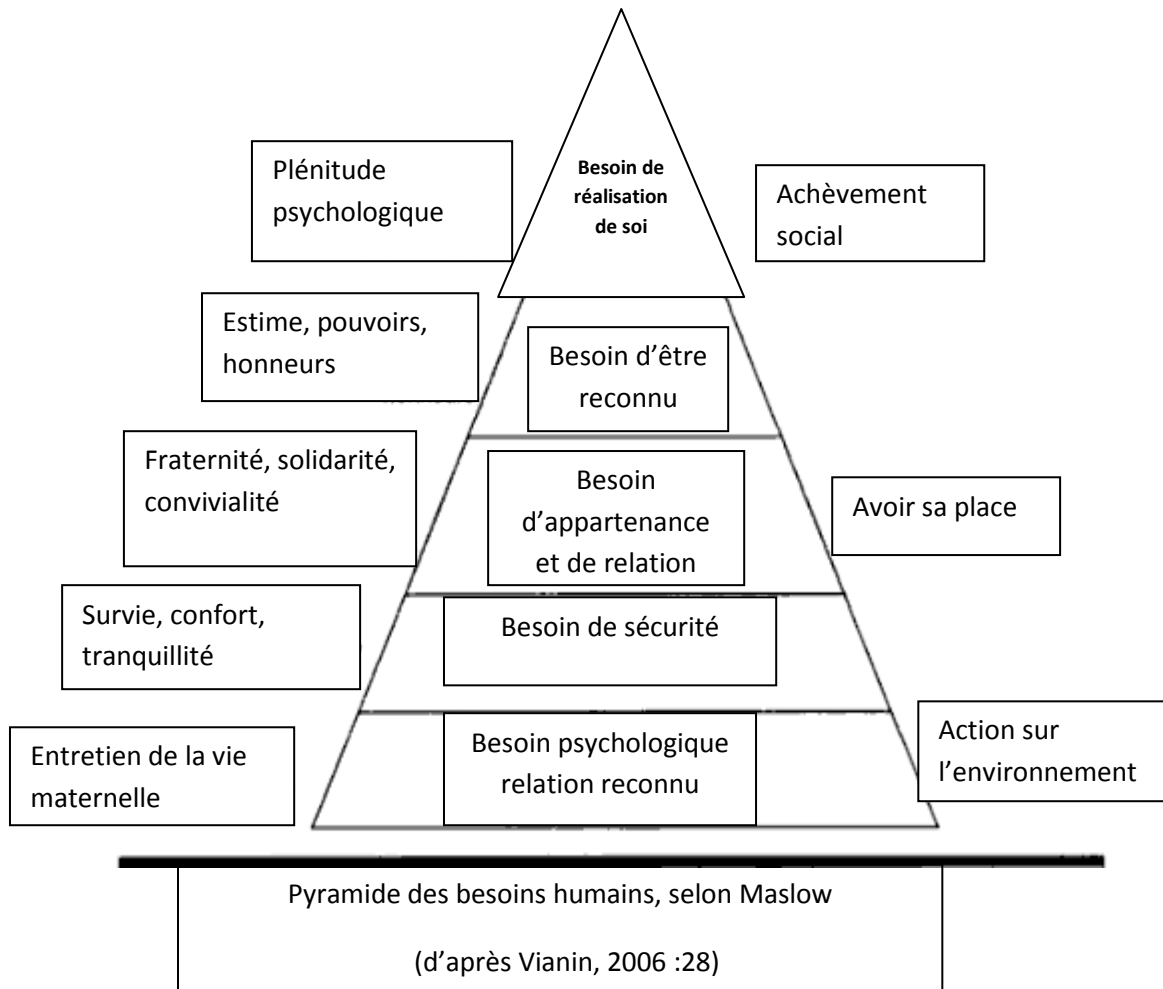 Plénitude
psychologique
Besoin de
réalisation
de soi
Achèvement
social
Estime, pouvoirs,
honneurs
Besoin d’être
reconnu
Fraternité, solidarité,
convivialité
Besoin
d’appartenance
et de relation
Avoir sa place
Survie, confort,
tranquillité
Besoin de sécurité
Entretien de la vie
maternelle
Besoin psychologique
relation reconnu
Action sur
l’environnement
Pyramide des besoins humains, selon Maslow
(d’après Vianin, 2006 :28)